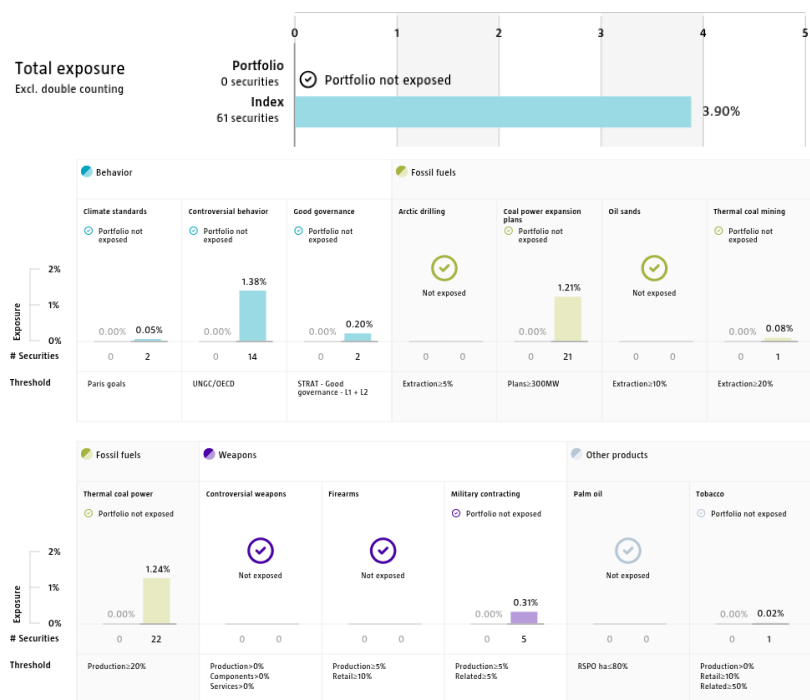 0 1 2 3 4 5
Total exposure
Excl. double counting
Portfolio
0 securities
Portfolio not exposed
Index
61 securities
3.90%
Behavior
Fossil fuels
Climate standards
Portfolio not
exposed
Controversial behavior
Portfolio not
exposed
Good governance
Portfolio not
exposed
Arctic drilling
Not exposed
Coal power expansion
plans
Portfolio not
exposed
Oil sands
Not exposed
Thermal coal mining
Portfolio not
exposed
Exposure
2%
1%
0%
0.00% 0.05%
0.00% 1.38%
0.00% 0.20%
0.00% 1.21%
0.00% 0.08%
# Securities 0 2 0 14 0 2 0 0 0 21 0 0 0 1
Threshold
Paris goals
UNGC/OECD
STRAT - Good
governance - L1 + L2
Extraction≥5%
Plans≥300MW
Extraction≥10%
Extraction≥20%
Fossil fuels
Weapons
Other products
Thermal coal power
Portfolio not exposed
Controversial weapons
Not exposed
Firearms
Not exposed
Military contracting
Portfolio not exposed
Palm oil
Not exposed
Tobacco
Portfolio not exposed
Exposure
2%
1%
0%
0.00% 1.24%
0.00% 0.31%
0.00% 0.02%
# Securities 0 22 0 0 0 0 0 5 0 0 0 1
Threshold
Production≥20%
Production>0%
Components>0%
Services>0%
Production≥5%
Retail≥10%
Production≥5%
Related≥5%
RSPO ha≤80%
Production>0%
Retail≥10%
Related≥50%